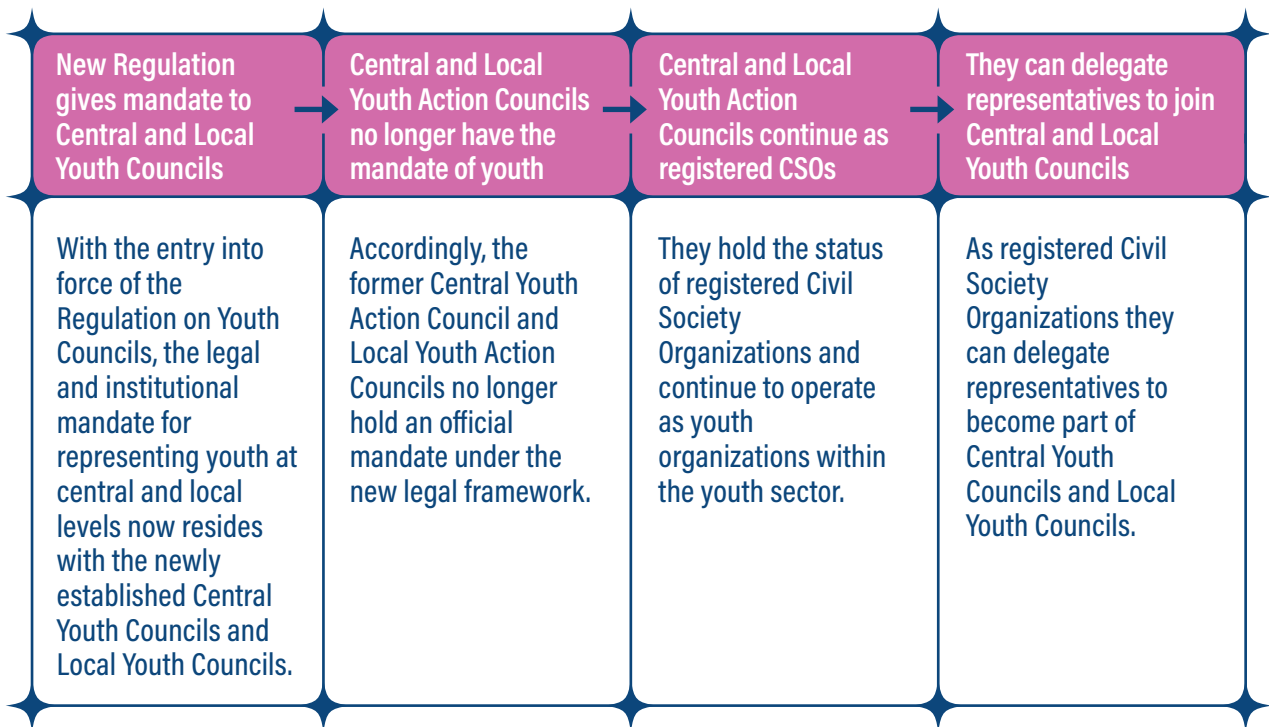 New Regulation
gives mandate to
Central and Local
Youth Councils
Central and Local
Youth Action Councils
no longer have the
mandate of youth
Central and Local
Youth Action
Councils continue as
registered CSOs
They can delegate
representatives to join
Central and Local
Youth Councils
With the entry into
force of the
Regulation on Youth
Councils, the legal
and institutional
mandate for
representing youth at
central and local
levels now resides
with the newly
established Central
Youth Councils and
Local Youth Councils.
Accordingly, the
former Central Youth
Action Council and
Local Youth Action
Councils no longer
hold an official
mandate under the
new legal framework.
They hold the status
of registered Civil
Society
Organizations and
continue to operate
as youth
organizations within
the youth sector.
As registered Civil
Society
Organizations they
can delegate
representatives to
become part of
Central Youth
Councils and Local
Youth Councils.